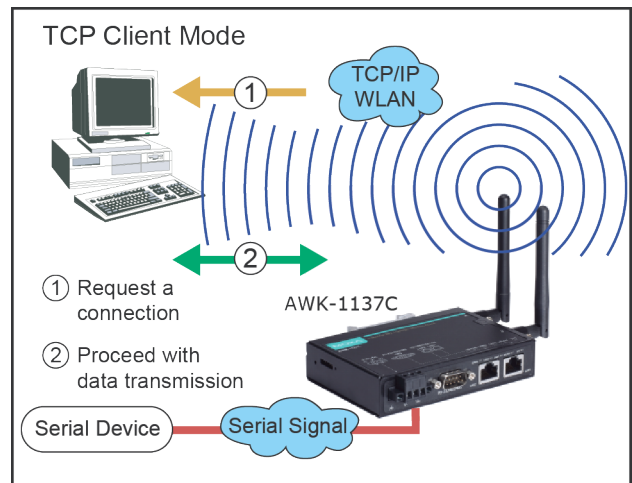 TCP Client Mode
TCP/IP
WLAN
1
2
1 Request a
connection
AWK-1137C
2 Proceed with
data transmission
Serial Device
Serial Signal